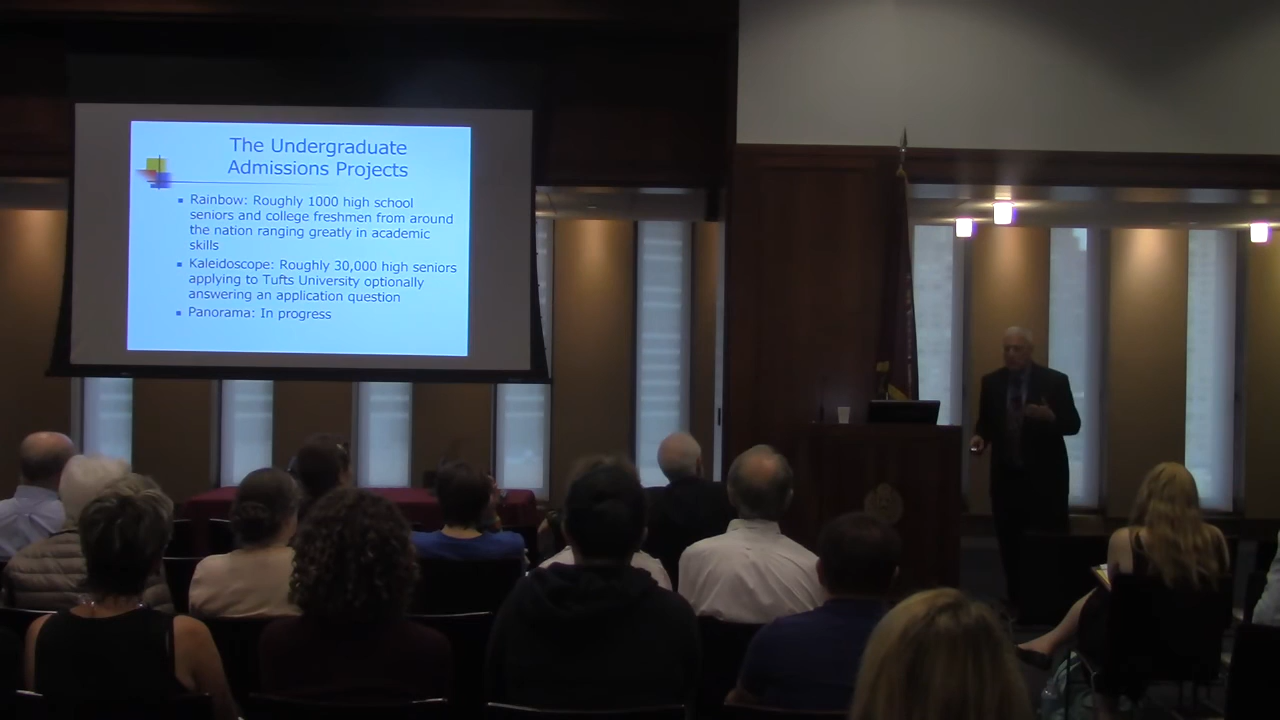 The Undergraduate
Admissions Projects
Rainbow: Roughly 1000 high school
seniors and college freshmen from around
the nation ranging greatly in academic
skills
Kaleidoscope: Roughly 30,000 high seniors
applying to Tufts University optionally
answering an application question
Panorama: In progress